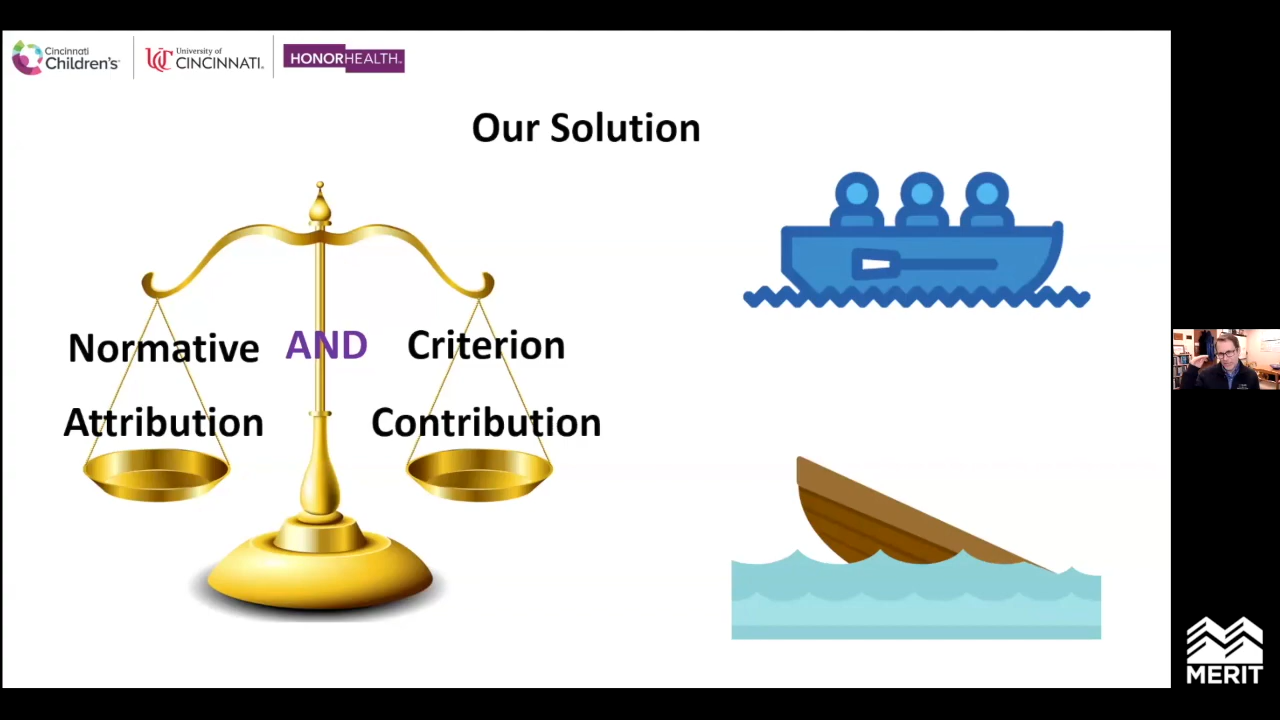 Cincinnati
Children's
University of
CINCINNATI
HONORHEALTH
Our Solution
Normative AND Criterion
Attribution Contribution
MERIT